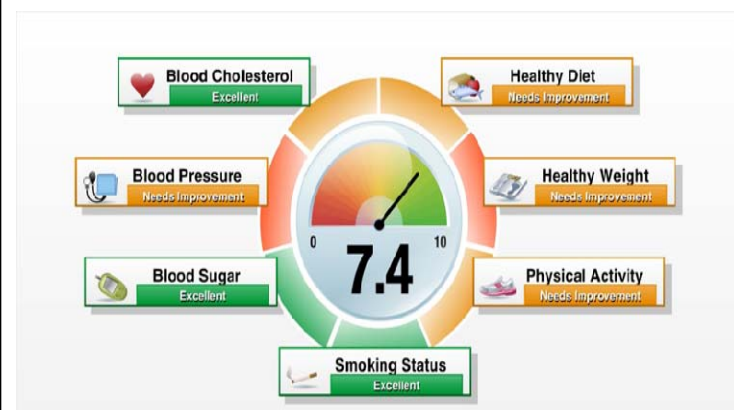 Blood Cholesterol
Excellent
Healthy Diet
Needs Improvement
Blood Pressure
Needs Improvement
Healthy Weight
Needs Improvement
0
10
7.4
Blood Sugar
Excellent
Physical Activity
Needs Improvement
Smoking Status
Excellent